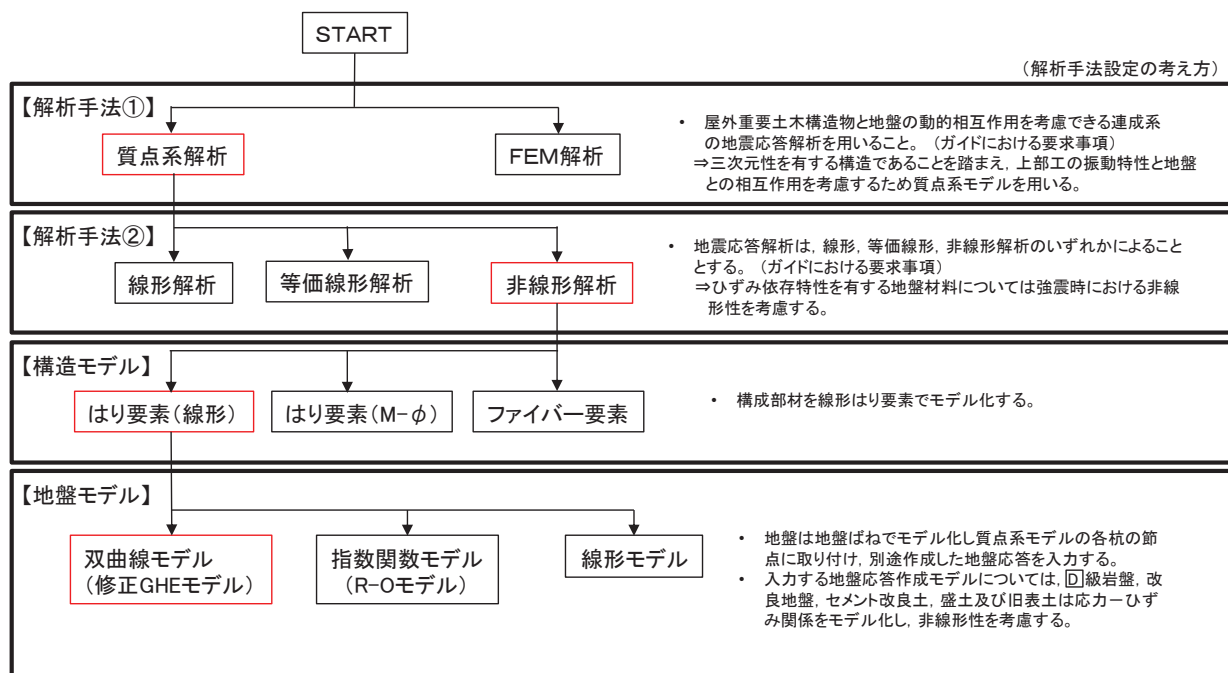 START
(解析手法設定の考え方)
【解析手法①】
質点系解析
FEM解析
・ 屋外重要土木構造物と地盤の動的相互作用を考慮できる連成系
の地震応答解析を用いること。(ガイドにおける要求事項)
⇒三次元性を有する構造であることを踏まえ，上部工の振動特性と地盤
との相互作用を考慮するため質点系モデルを用いる。
【解析手法②】
線形解析
等価線形解析
非線形解析
・ 地震応答解析は，線形，等価線形，非線形解析のいずれかによること
とする。(ガイドにおける要求事項)
⇒ひずみ依存特性を有する地盤材料については強震時における非線
形性を考慮する。
【構造モデル】
はり要素(線形)
はり要素(M-φ)
ファイバー要素
・ 構成部材を線形はり要素でモデル化する。
【地盤モデル】
双曲線モデル
(修正GHEモデル)
指数関数モデル
(R-Oモデル)
線形モデル
・ 地盤は地盤ばねでモデル化し質点系モデルの各杭の節
点に取り付け，別途作成した地盤応答を入力する。
・ 入力する地盤応答作成モデルについては，D級岩盤，改
良地盤，セメント改良土，盛土及び旧表土は応力ーひず
み関係をモデル化し，非線形性を考慮する。